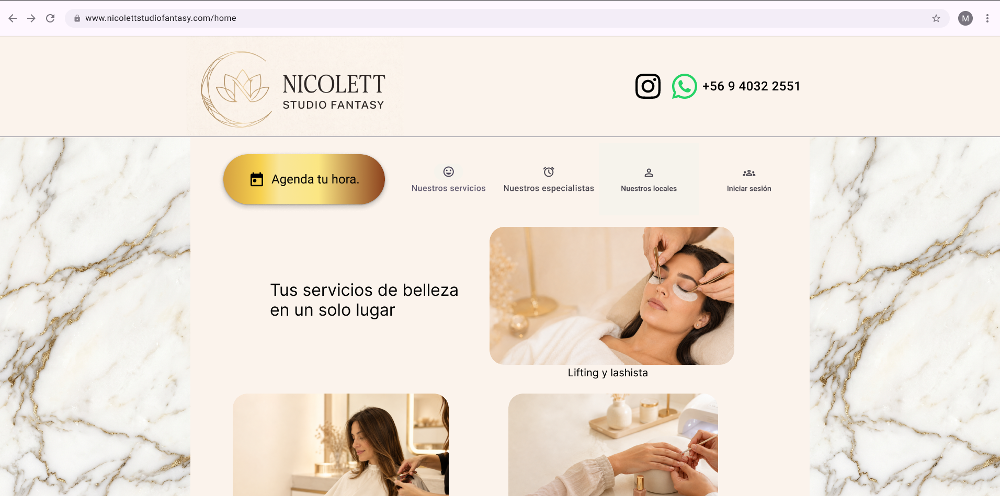 www.nicolettstudiofantasy.com/home
M
NICOLETT
STUDIO FANTASY
+56 9 4032 2551
Agenda tu hora.
Nuestros servicios
Nuestros especialistas
Nuestros locales
Iniciar sesión
Tus servicios de belleza
en un solo lugar
Lifting y lashista